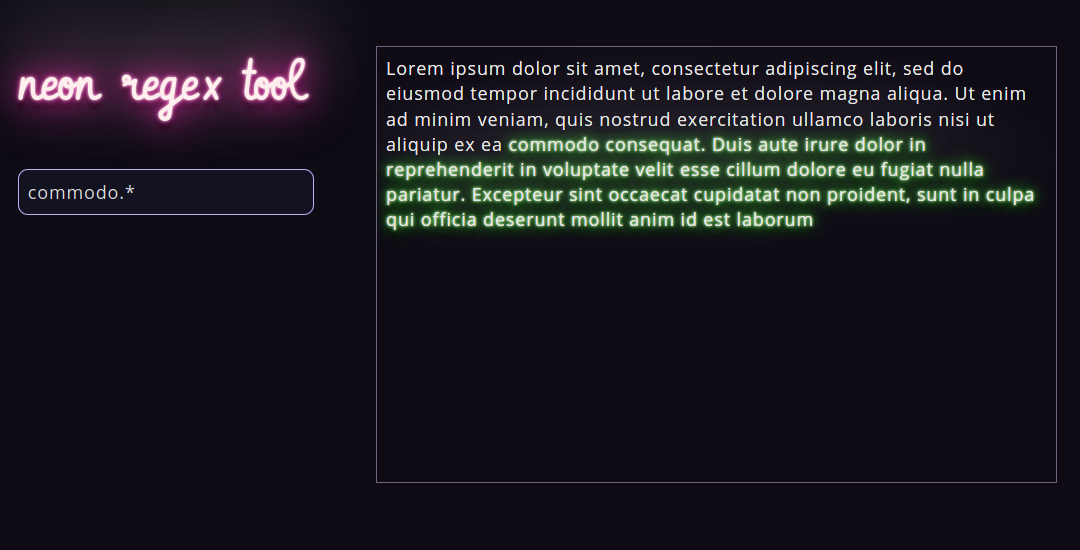 neon regex tool
commodo.*
Lorem ipsum dolor sit amet, consectetur adipiscing elit, sed do
eiusmod tempor incididunt ut labore et dolore magna aliqua. Ut enim
ad minim veniam, quis nostrud exercitation ullamco laboris nisi ut
aliquip ex ea commodo consequat. Duis aute irure dolor in
reprehenderit in voluptate velit esse cillum dolore eu fugiat nulla
pariatur. Excepteur sint occaecat cupidatat non proident, sunt in culpa
qui officia deserunt mollit anim id est laborum